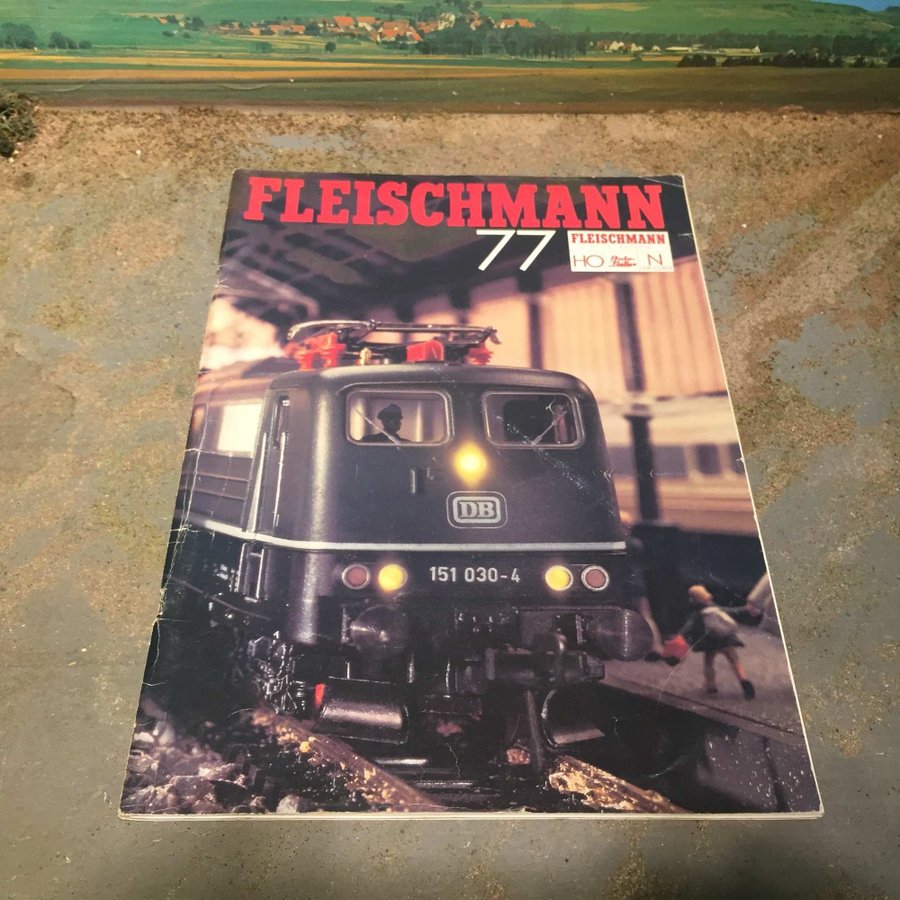 FLEISCHMANN
77
FLEISCHMANN
HO
N
DB
151 030-4